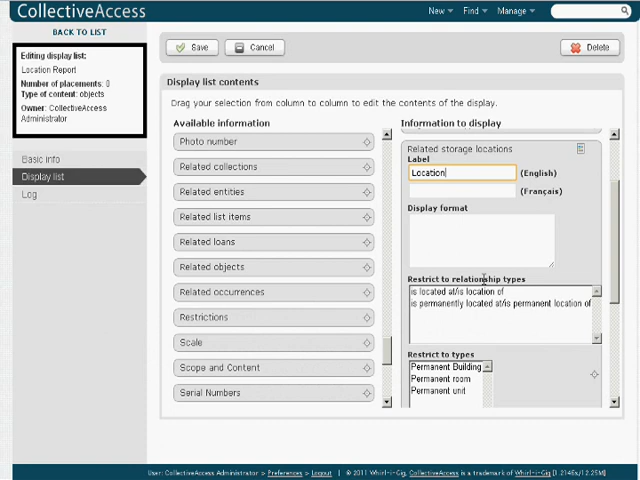 CollectiveAccess
New Find Manage
BACK TO LIST
Editing display list:
Location Report
Number of placements: 0
Type of content: objects
Owner: CollectiveAccess
Administrator
Save
Cancel
Delete
Basic info
Display list
Log
Display list contents
Drag your selection from column to column to edit the contents of the display.
Available information
Photo number
Related collections
Related entities
Related list items
Related loans
Related objects
Related occurrences
Restrictions
Scale
Scope and Content
Serial Numbers
Information to display
Related storage locations
Label
Location (English)
(Français)
Display format
Restrict to relationship types
is located at/is location of
is permanently located at/is permanent location of
Restrict to types
Permanent Building
Permanent room
Permanent unit
User: CollectiveAccess Administrator > Preferences > Logout | © 2011 Whirl-i-Gig, CollectiveAccess is a trademark of Whirl-i-Gig